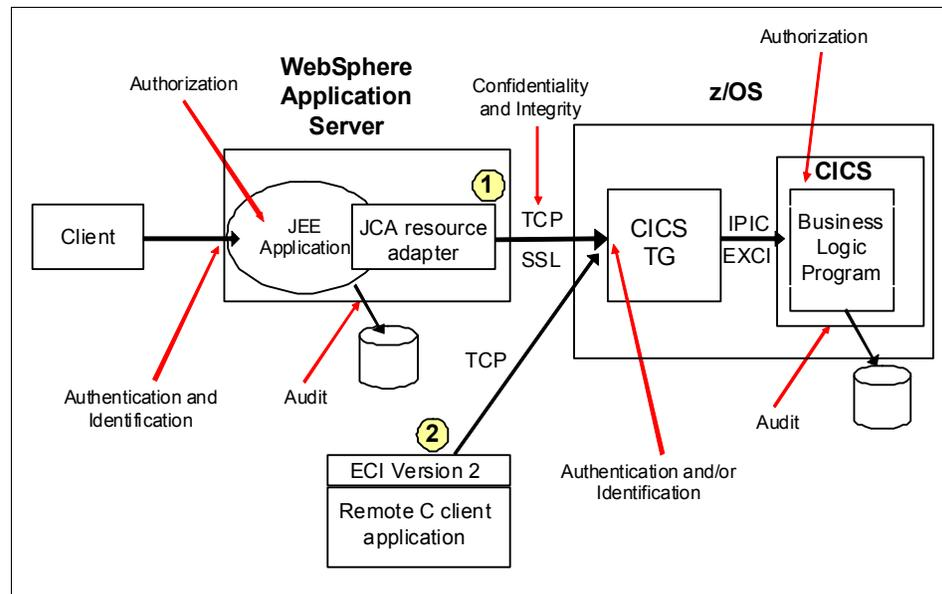 Authorization
WebSphere
Application
Server
Confidentiality
and Integrity
Authorization
z/OS
1
CICS
Client
JEE
Application
JCA resource
adapter
TCP
SSL
CICS
TG
IPIC
EXCI
Business
Logic
Program
TCP
Authentication and
Identification
Audit
Audit
2
ECI Version 2
Remote C client
application
Authentication and/or
Identification